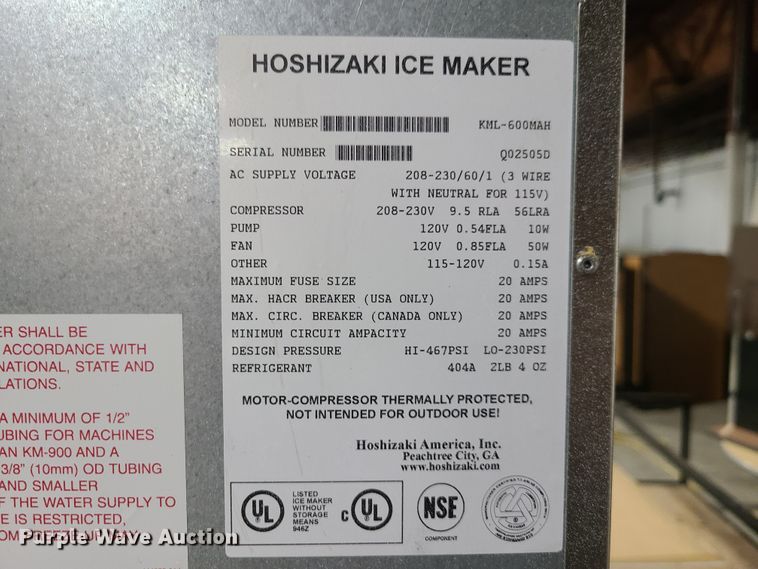 HOSHIZAKI ICE MAKER
MODEL NUMBER KML-600MAH
SERIAL NUMBER Q02505D
AC SUPPLY VOLTAGE 208-230/60/1 (3 WIRE
WITH NEUTRAL FOR 115V)
COMPRESSOR 208-230V 9.5 RLA 56LRA
PUMP 120V 0.54FLA 10W
FAN 120V 0.85FLA 50W
OTHER 115-120V 0.15A
MAXIMUM FUSE SIZE 20 AMPS
MAX. HACR BREAKER (USA ONLY) 20 AMPS
MAX. CIRC. BREAKER (CANADA ONLY) 20 AMPS
MINIMUM CIRCUIT AMPACITY 20 AMPS
DESIGN PRESSURE HI-467PSI LO-230PSI
REFRIGERANT 404A 2LB 4 OZ
MOTOR-COMPRESSOR THERMALLY PROTECTED,
NOT INTENDED FOR OUTDOOR USE!
Hoshizaki America, Inc.
Peachtree City, GA
www.hoshizaki.com
UL
LISTED
ICE MAKER
WITHOUT
STORAGE
MEANS
946Z
c UL
NSF
COMPONENT
ER SHALL BE
ACCORDANCE WITH
NATIONAL, STATE AND
LATIONS.
A MINIMUM OF 1/2"
UBING FOR MACHINES
AN KM-900 AND A
3/8" (10mm) OD TUBING
AND SMALLER
F THE WATER SUPPLY TO
E IS RESTRICTED,
Purple Wave Auction